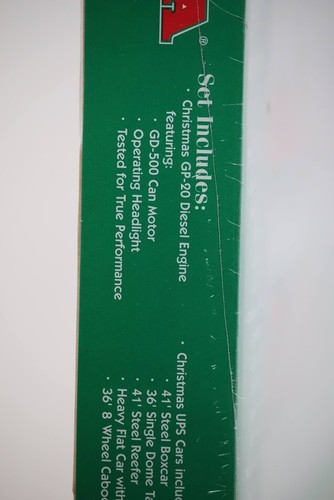 A®
Set Includes:
• Christmas GP-20 Diesel Engine
featuring:
• GD-500 Can Motor
• Operating Headlight
• Tested for True Performance
• Christmas UPS Cars
• 41' Steel Boxcar
• 36' Single Dome
• 41' Steel Reefer
• Heavy Flat Car with
• 36' 8 Wheel